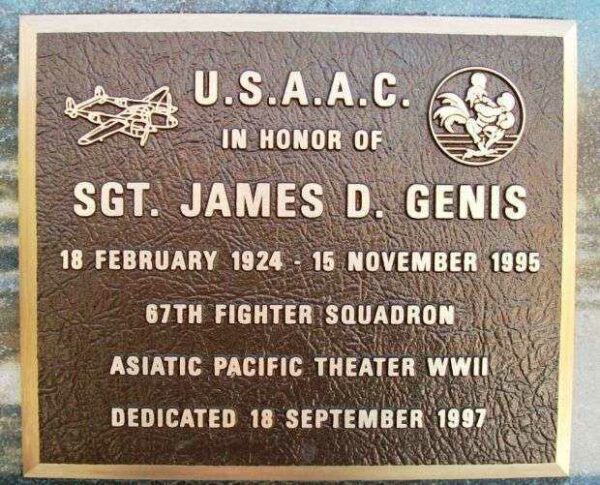 U.S.A.A.C.
IN HONOR OF
SGT. JAMES D. GENIS
18 FEBRUARY 1924 - 15 NOVEMBER 1995
67TH FIGHTER SQUADRON
ASIATIC PACIFIC THEATER WWII
DEDICATED 18 SEPTEMBER 1997